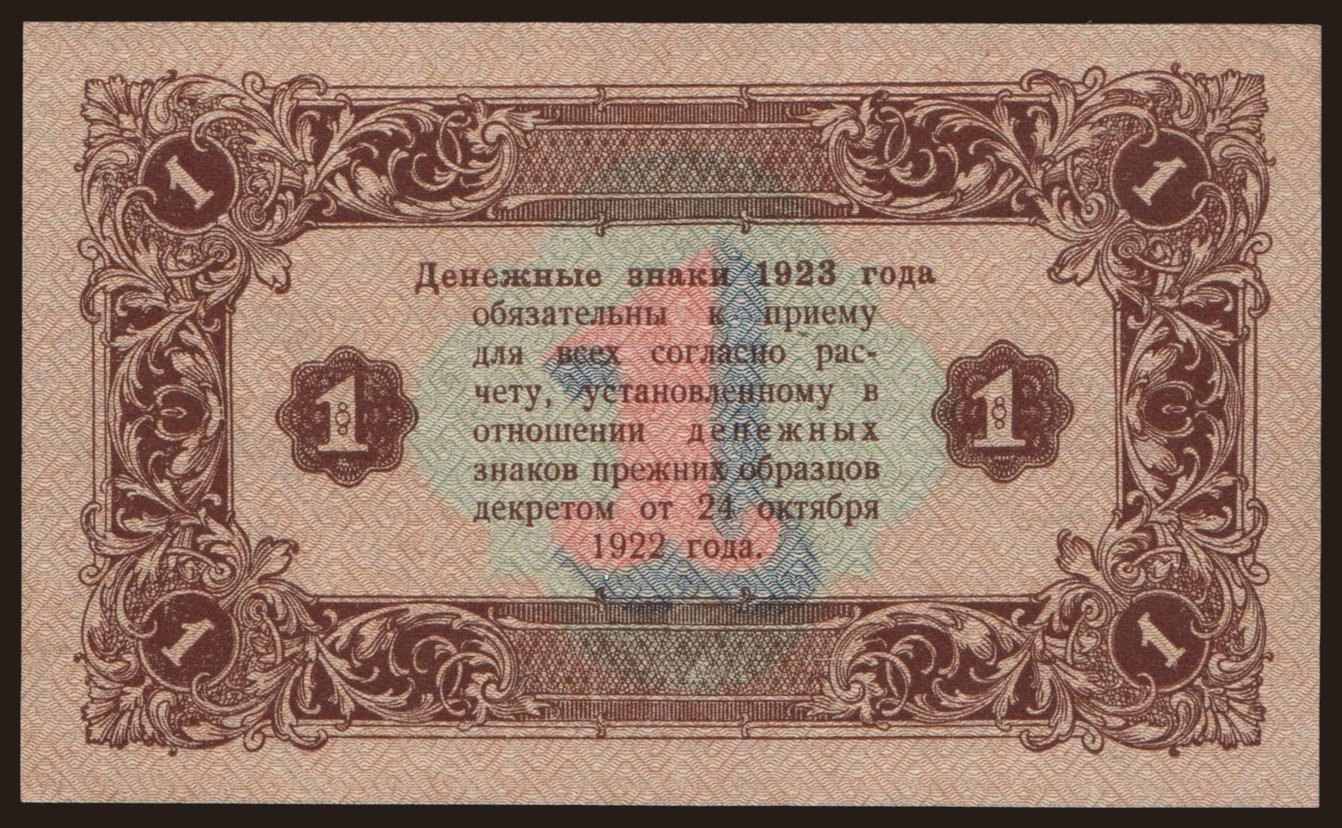 1 1
Денежные знаки 1923 года
обязательны к приему
для всех согласно рас-
чету, установленному в
1 1 1
отношении денежных
знаков прежних образцов
декретом от 24 октября
1922 года.
1 1